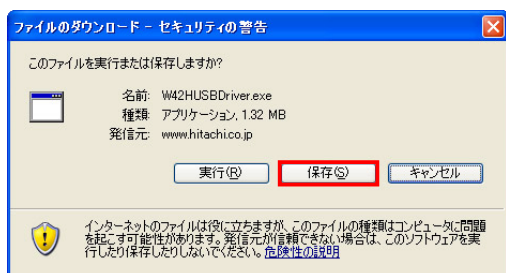 ファイルのダウンロード - セキュリティの警告
このファイルを実行または保存しますか?
名前: W42HUSBDriver.exe
種類: アプリケーション, 1.32 MB
発信元: www.hitachi.co.jp
実行(R) 保存(S) キャンセル
インターネットのファイルは役に立ちますが、このファイルの種類はコンピュータに問題
を起こす可能性があります。発信元が信頼できない場合は、このソフトウェアを実
行したり保存したりしないでください。危険性の説明